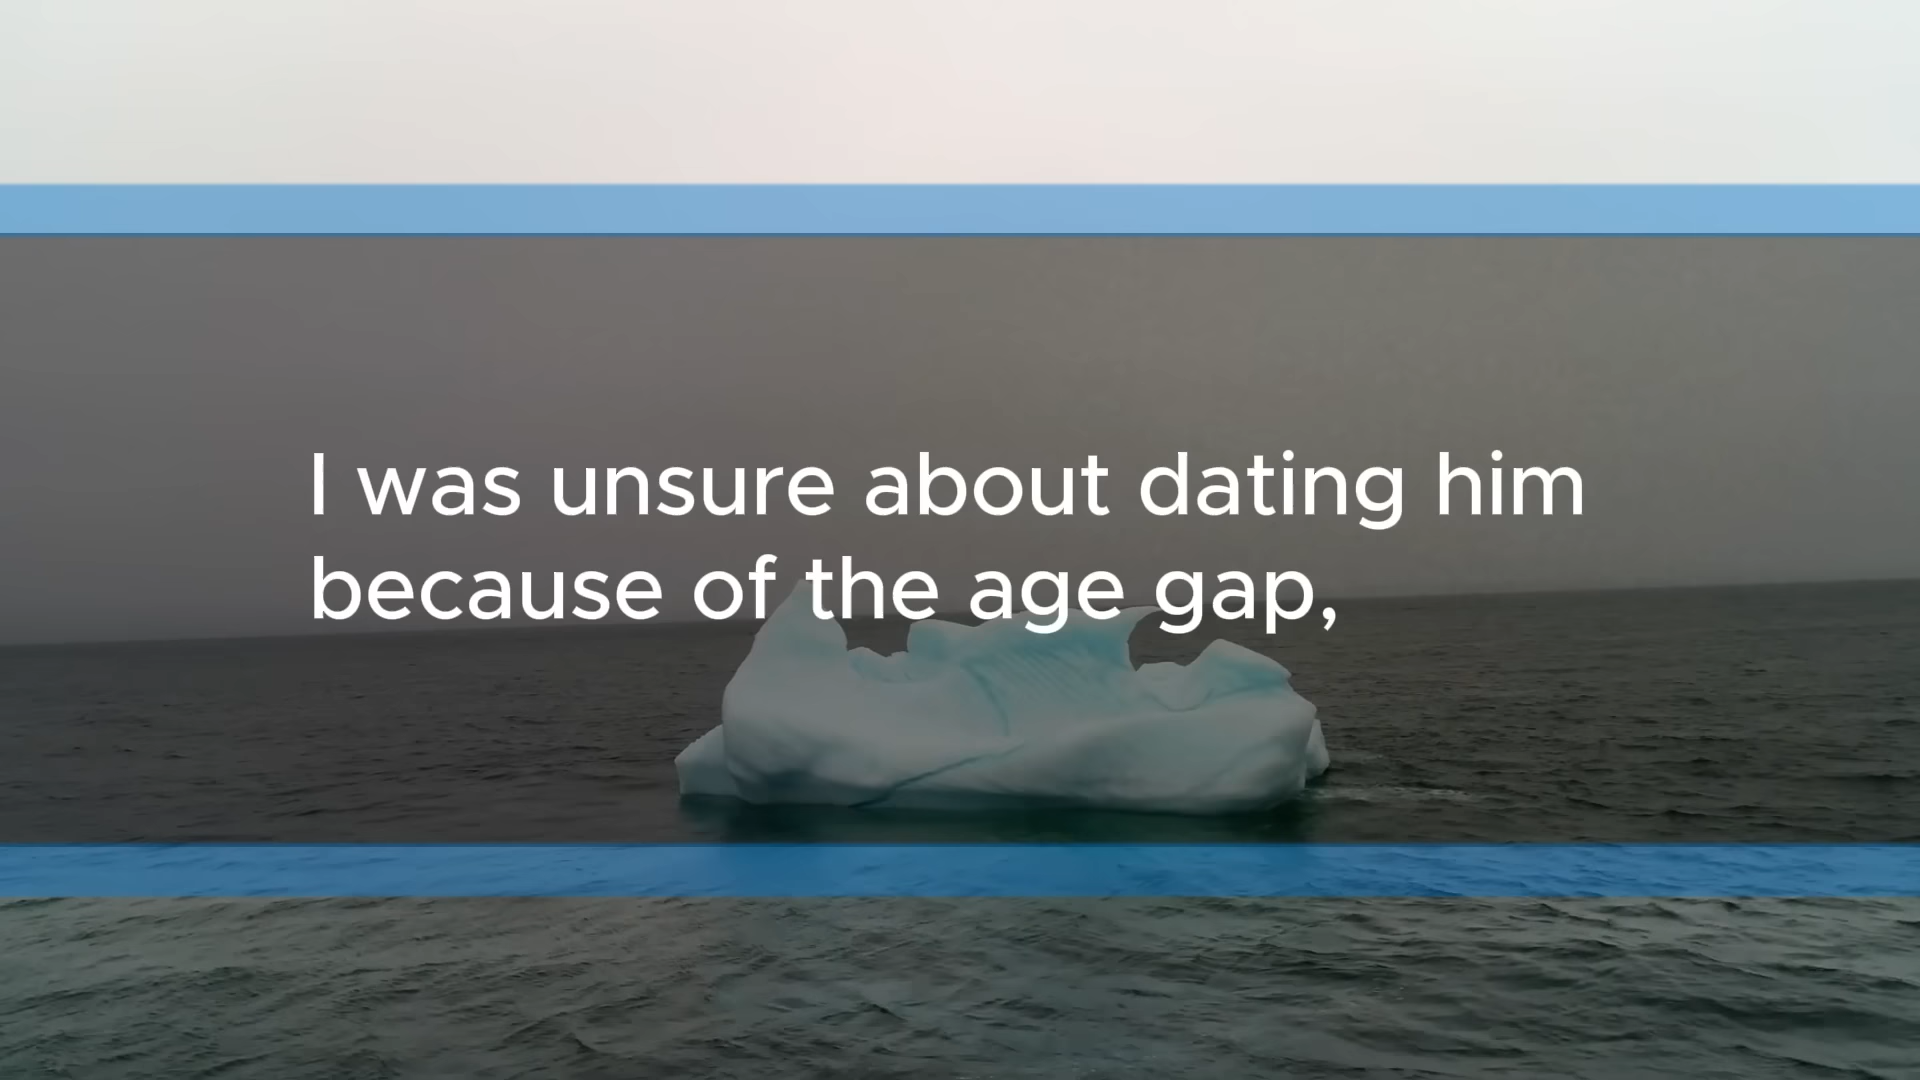 I was unsure about dating him
because of the age gap,